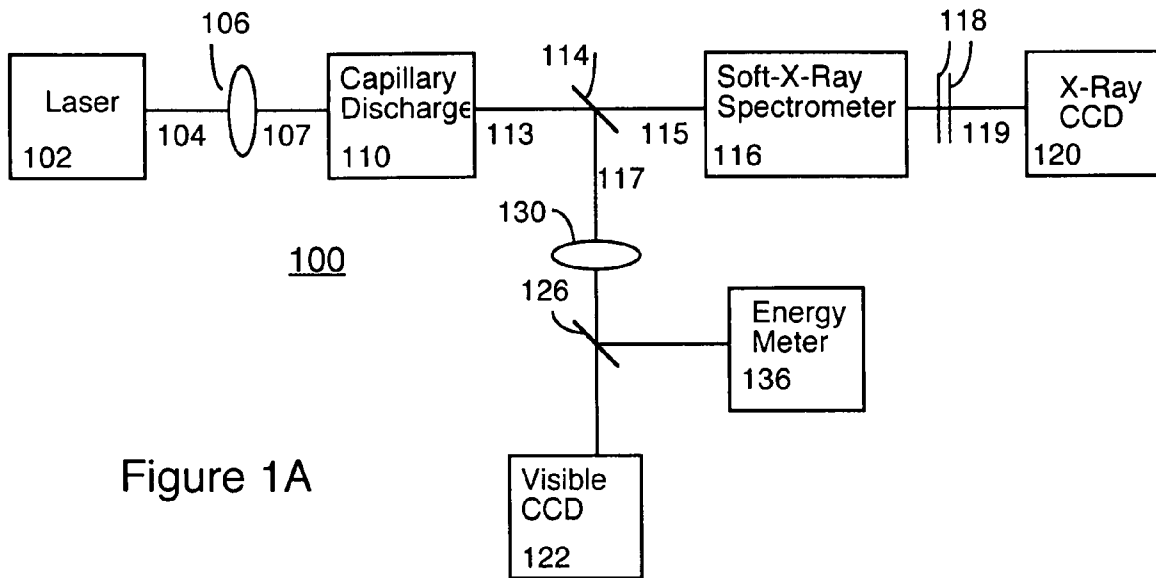 106
114
118
Laser
102
104
107
Capillary
Discharge
110
113
115
117
Soft-X-Ray
Spectrometer
116
119
X-Ray
CCD
120
130
100
126
Energy
Meter
136
Figure 1A
Visible
CCD
122